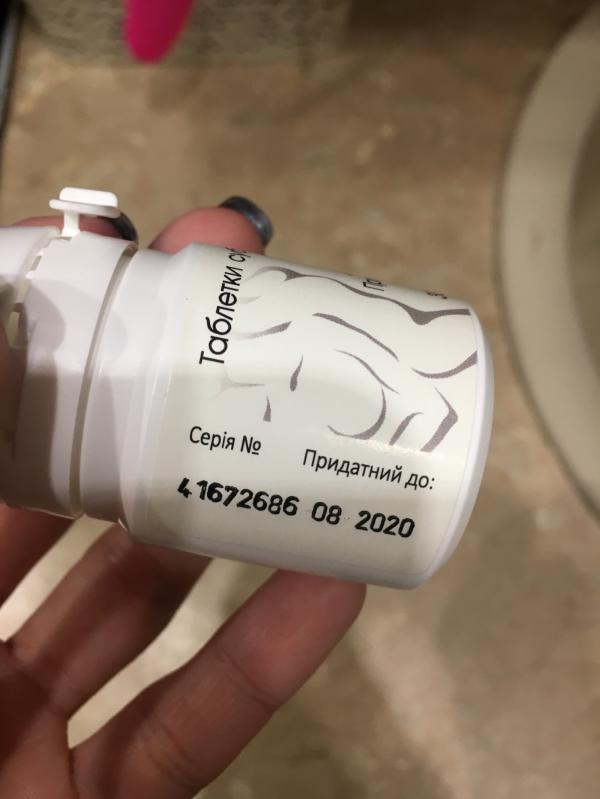 Таблетки
Серія № Придатний до:
41672686 08 2020